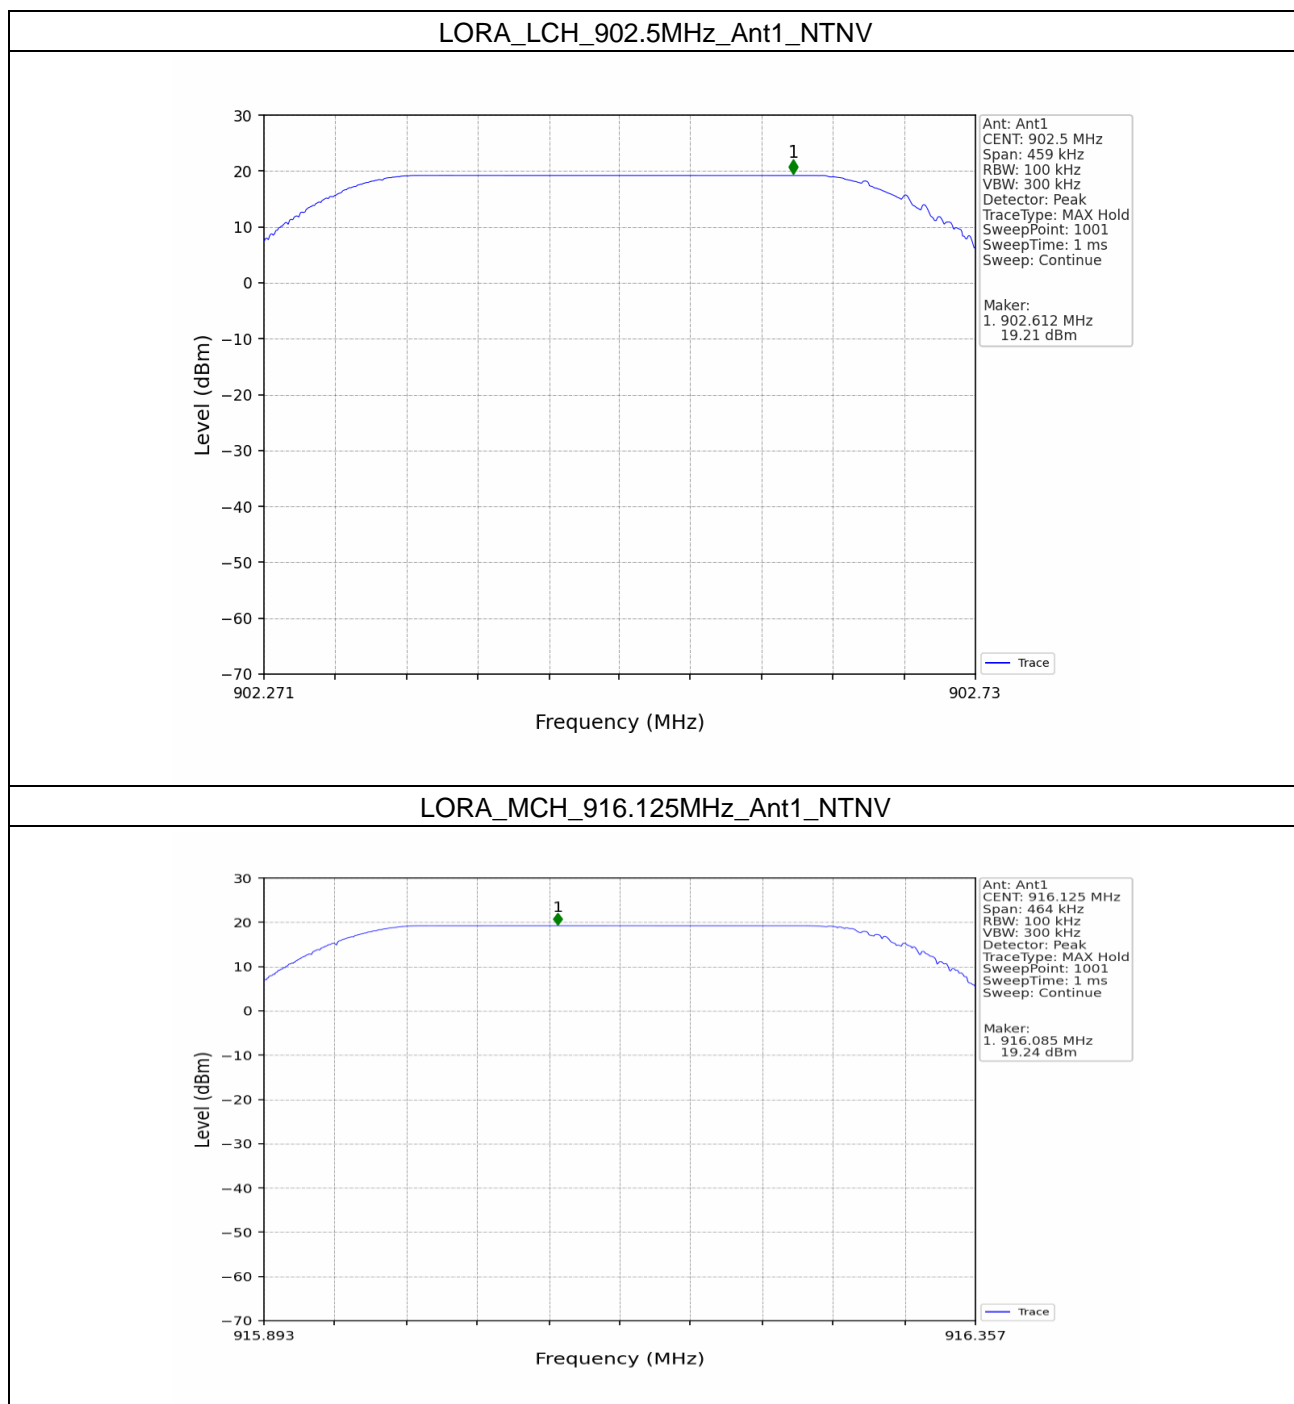 LORA_LCH_902.5MHz_Ant1_NTNV
30
20
10
0
−10
−20
−30
−40
−50
−60
−70
Level (dBm)
1
902.271
902.73
Frequency (MHz)
Ant: Ant1
CENT: 902.5 MHz
Span: 459 kHz
RBW: 100 kHz
VBW: 300 kHz
Detector: Peak
TraceType: MAX Hold
SweepPoint: 1001
SweepTime: 1 ms
Sweep: Continue
Maker:
1. 902.612 MHz
19.21 dBm
Trace
LORA_MCH_916.125MHz_Ant1_NTNV
30
20
10
0
−10
−20
−30
−40
−50
−60
−70
Level (dBm)
1
915.893
916.357
Frequency (MHz)
Ant: Ant1
CENT: 916.125 MHz
Span: 464 kHz
RBW: 100 kHz
VBW: 300 kHz
Detector: Peak
TraceType: MAX Hold
SweepPoint: 1001
SweepTime: 1 ms
Sweep: Continue
Maker:
1. 916.085 MHz
19.24 dBm
Trace